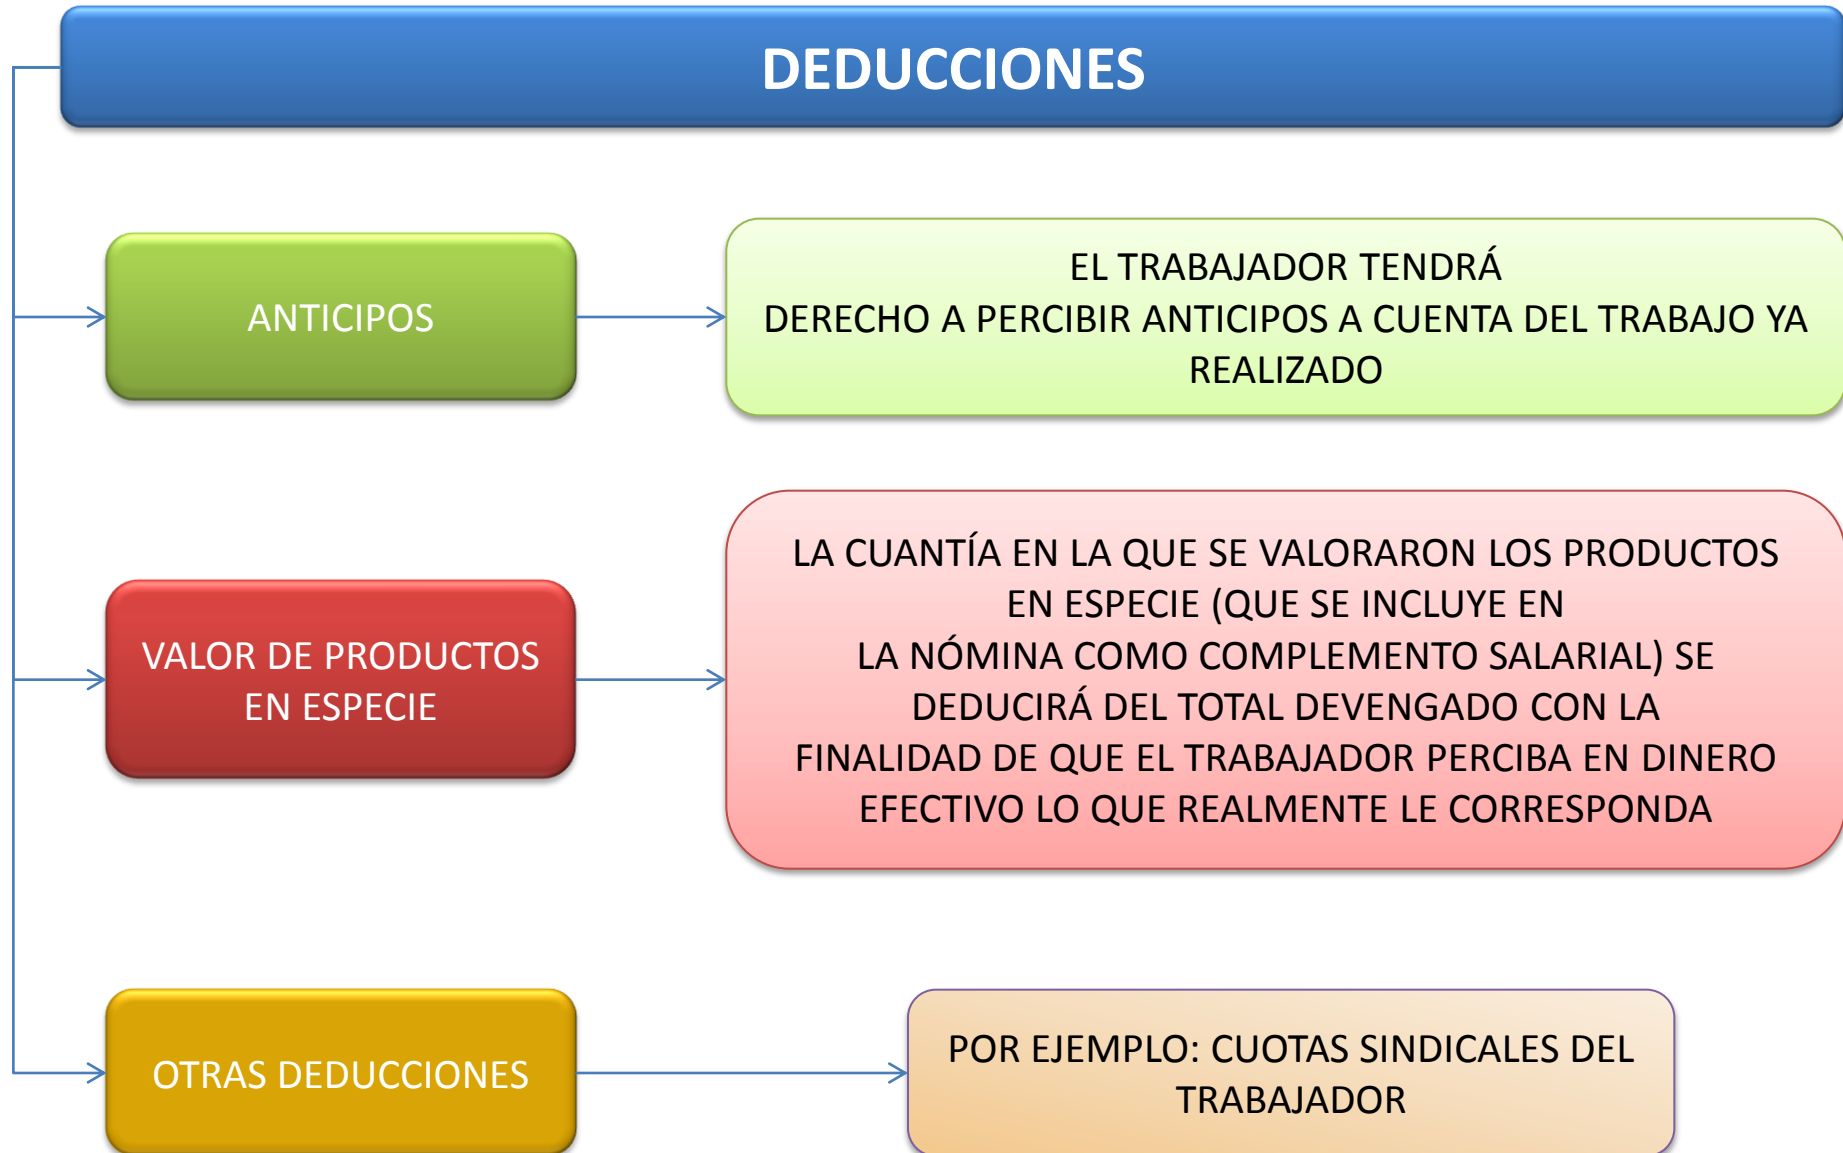 DEDUCCIONES
ANTICIPOS
EL TRABAJADOR TENDRÁ
DERECHO A PERCIBIR ANTICIPOS A CUENTA DEL TRABAJO YA
REALIZADO
VALOR DE PRODUCTOS
EN ESPECIE
LA CUANTÍA EN LA QUE SE VALORARON LOS PRODUCTOS
EN ESPECIE (QUE SE INCLUYE EN
LA NÓMINA COMO COMPLEMENTO SALARIAL) SE
DEDUCIRÁ DEL TOTAL DEVENGADO CON LA
FINALIDAD DE QUE EL TRABAJADOR PERCIBA EN DINERO
EFECTIVO LO QUE REALMENTE LE CORRESPONDA
OTRAS DEDUCCIONES
POR EJEMPLO: CUOTAS SINDICALES DEL
TRABAJADOR